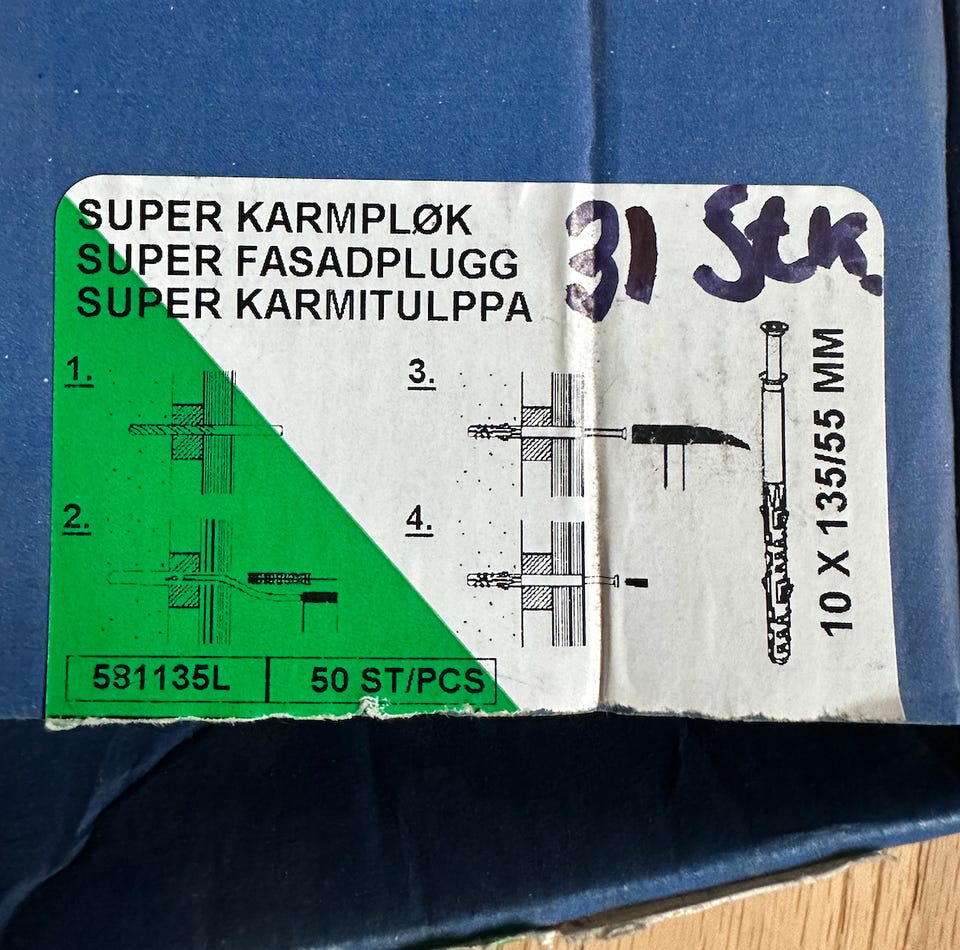 SUPER KARMPLØK
SUPER FASADPLUGG
SUPER KARMITULPPA
31 Stk.
1.
3.
2.
4.
10 X 135/55 MM
581135L
50 ST/PCS